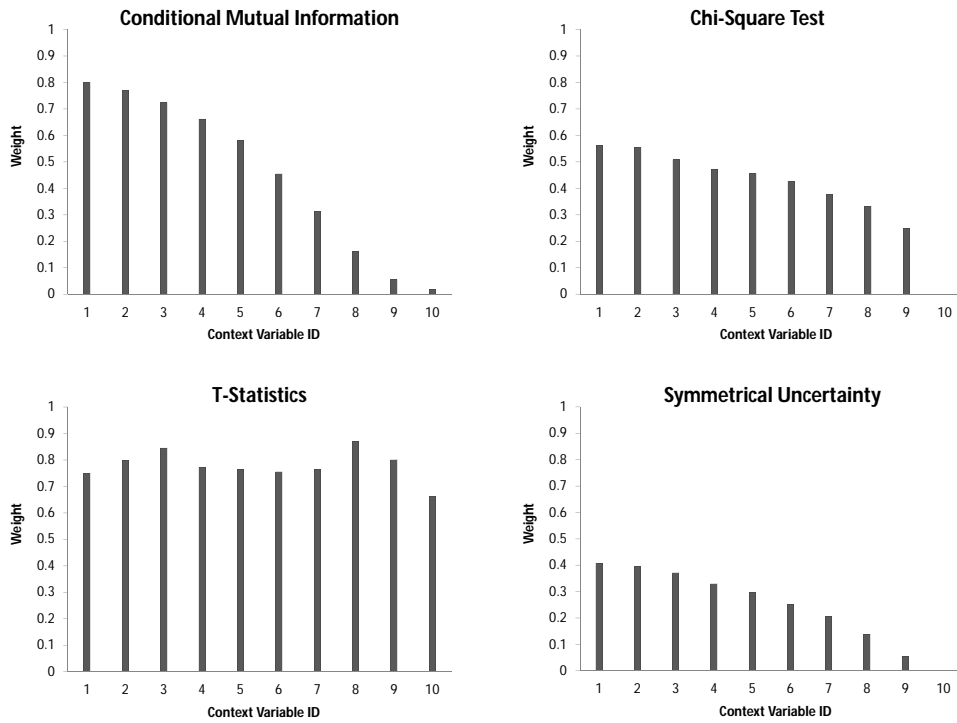 Conditional Mutual Information
1
0.9
0.8
0.7
0.6
0.5
0.4
0.3
0.2
0.1
0
Weight
1 2 3 4 5 6 7 8 9 10
Context Variable ID
Chi-Square Test
1
0.9
0.8
0.7
0.6
0.5
0.4
0.3
0.2
0.1
0
Weight
1 2 3 4 5 6 7 8 9 10
Context Variable ID
T-Statistics
1
0.9
0.8
0.7
0.6
0.5
0.4
0.3
0.2
0.1
0
Weight
1 2 3 4 5 6 7 8 9 10
Context Variable ID
Symmetrical Uncertainty
1
0.9
0.8
0.7
0.6
0.5
0.4
0.3
0.2
0.1
0
Weight
1 2 3 4 5 6 7 8 9 10
Context Variable ID